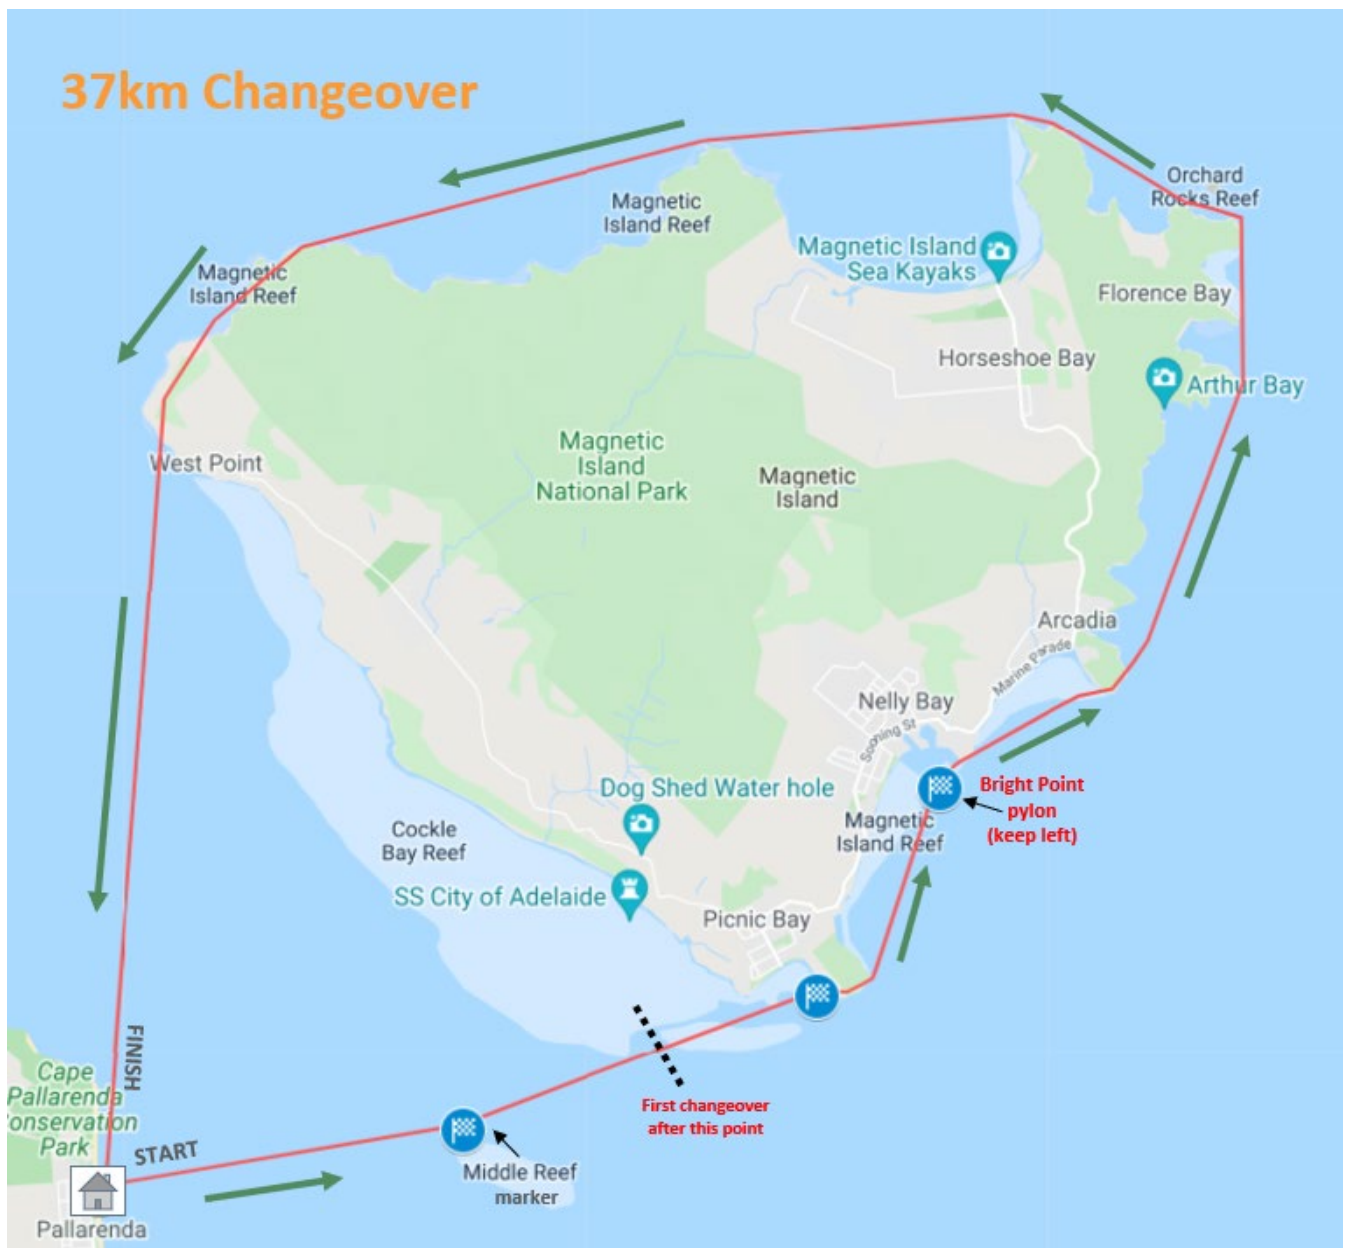 37km Changeover
Orchard
Rocks Reef
Magnetic
Island Reef
Magnetic Island
Sea Kayaks
Magnetic
Island Reef
Florence Bay
Horseshoe Bay
Arthur Bay
Magnetic
Island
National Park
West Point
Magnetic
Island
Arcadia
Marine Parade
Nelly Bay
Sooning St
Dog Shed Water hole
Bright Point
pylon
(keep left)
Magnetic
Island Reef
Cockle
Bay Reef
SS City of Adelaide
Picnic Bay
FINISH
Cape
Pallarenda
onservation
Park
First changeover
after this point
START
Middle Reef
marker
Pallarenda